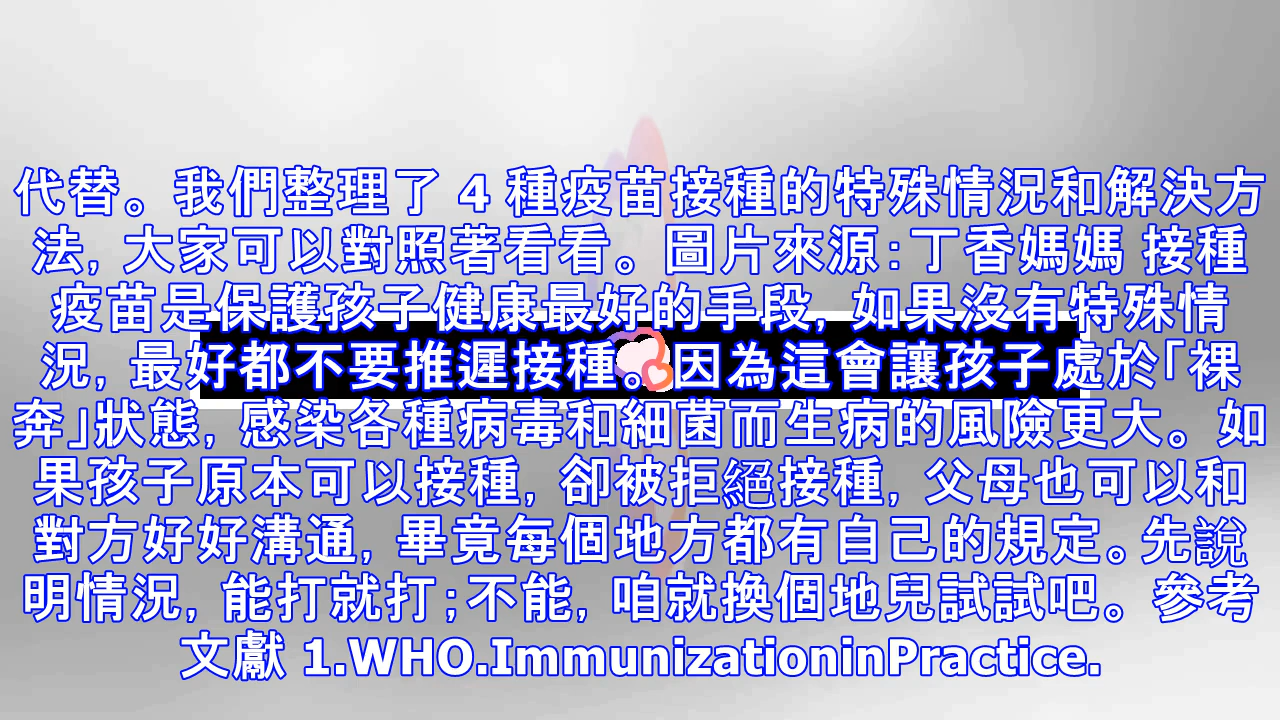 代替。我們整理了 4 種疫苗接種的特殊情況和解決方
法, 大家可以對照著看看。圖片來源:丁香媽媽 接種
疫苗是保護孩子健康最好的手段, 如果沒有特殊情
況, 最好都不要推遲接種。因為這會讓孩子處於「裸
奔」狀態, 感染各種病毒和細菌而生病的風險更大。如
果孩子原本可以接種, 卻被拒絕接種, 父母也可以和
對方好好溝通, 畢竟每個地方都有自己的規定。先說
明情況, 能打就打;不能, 咱就換個地兒試試吧。參考
文獻 1.WHO.ImmunizationinPractice.